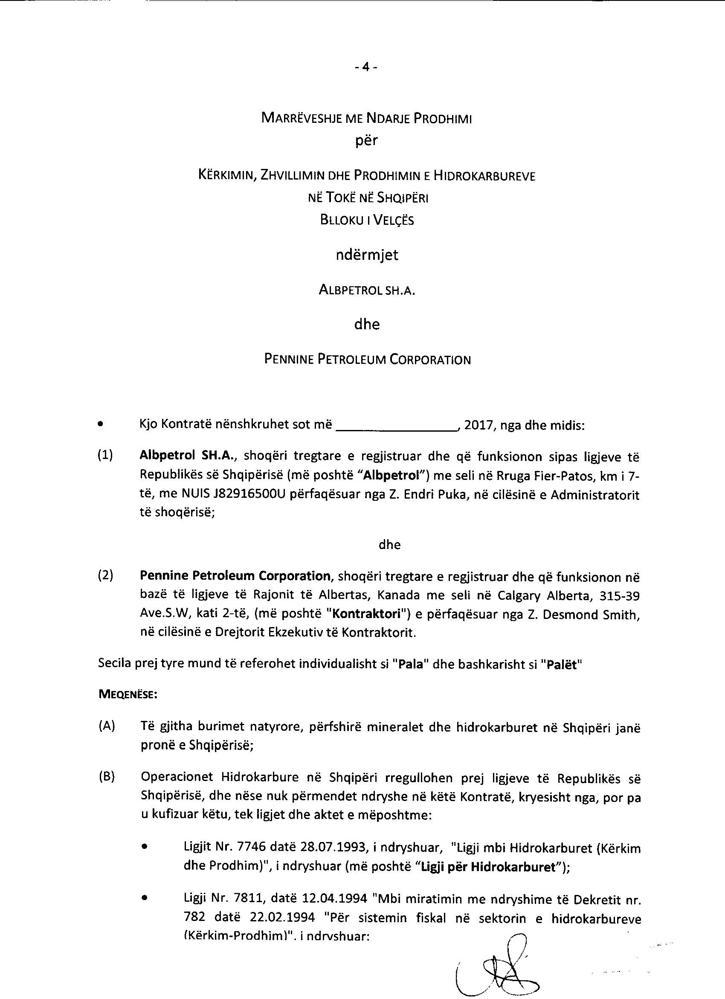 - 4 -
MARRËVESHJE ME NDARJE PRODHIMI
për
KËRKIMIN, ZHVILLIMIN DHE PRODHIMIN E HIDROKARBUREVE
NË TOKË NË SHQIPËRI
BLLOKU I VELÇËS
ndërmjet
ALBPETROL SH.A.
dhe
PENNINE PETROLEUM CORPORATION
• Kjo Kontratë nënshkruhet sot më ________________, 2017, nga dhe midis:
(1) Albpetrol SH.A., shoqëri tregtare e regjistruar dhe që funksionon sipas ligjeve të
Republikës së Shqipërisë (më poshtë “Albpetrol”) me seli në Rruga Fier-Patos, km i 7-
të, me NUIS J82916500U përfaqësuar nga Z. Endri Puka, në cilësinë e Administratorit
të shoqërisë;
dhe
(2) Pennine Petroleum Corporation, shoqëri tregtare e regjistruar dhe që funksionon në
bazë të ligjeve të Rajonit të Albertas, Kanada me seli në Calgary Alberta, 315-39
Ave.S.W, kati 2-të, (më poshtë "Kontraktori") e përfaqësuar nga Z. Desmond Smith,
në cilësinë e Drejtorit Ekzekutiv të Kontraktorit.
Secila prej tyre mund të referohet individualisht si "Pala" dhe bashkarisht si "Palët"
MEQENËSE:
(A) Të gjitha burimet natyrore, përfshirë mineralet dhe hidrokarburet në Shqipëri janë
pronë e Shqipërisë;
(B) Operacionet Hidrokarbure në Shqipëri rregullohen prej ligjeve të Republikës së
Shqipërisë, dhe nëse nuk përmendet ndryshe në këtë Kontratë, kryesisht nga, por pa
u kufizuar këtu, tek ligjet dhe aktet e mëposhtme:
• Ligjit Nr. 7746 datë 28.07.1993, i ndryshuar, "Ligji mbi Hidrokarburet (Kërkim
dhe Prodhim)", i ndryshuar (më poshtë “Ligji për Hidrokarburet”);
• Ligji Nr. 7811, datë 12.04.1994 "Mbi miratimin me ndryshime të Dekretit nr.
782 datë 22.02.1994 "Për sistemin fiskal në sektorin e hidrokarbureve
(Kërkim-Prodhim)". i ndryshuar: